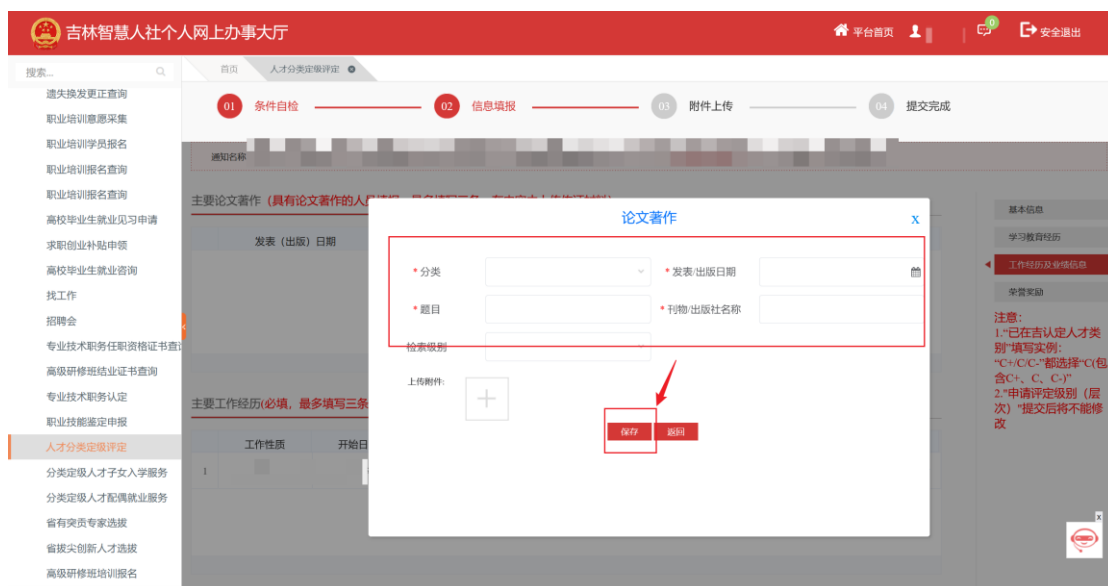 吉林智慧人社个人网上办事大厅
平台首页
0
安全退出
搜索...
首页
人才分类定级评定
遗失换发更正查询
职业培训意愿采集
职业培训学员报名
职业培训报名查询
职业培训报名查询
高校毕业生就业见习申请
求职创业补贴申领
高校毕业生就业咨询
找工作
招聘会
专业技术职务任职资格证书查询
高级研修班结业证书查询
专业技术职务认定
职业技能鉴定申报
人才分类定级评定
分类定级人才子女入学服务
分类定级人才配偶就业服务
省有突贡专家选拔
省拔尖创新人才选拔
高级研修班培训报名
01 条件自检
02 信息填报
03 附件上传
04 提交完成
通知名称
主要论文著作（具有论文著作的人员
发表（出版）日期
论文著作
x
*分类
*发表/出版日期
*题目
*刊物/出版社名称
检索级别
上传附件:
保存
返回
主要工作经历(必填，最多填写三条
工作性质
开始日
1
基本信息
学习教育经历
工作经历及业绩信息
荣誉奖励
注意：
1."已在吉认定人才类
别"填写实例：
"C+/C/C-"都选择"C(包
含C+、C、C-)"
2."申请评定级别（层
次）"提交后将不能修
改
x